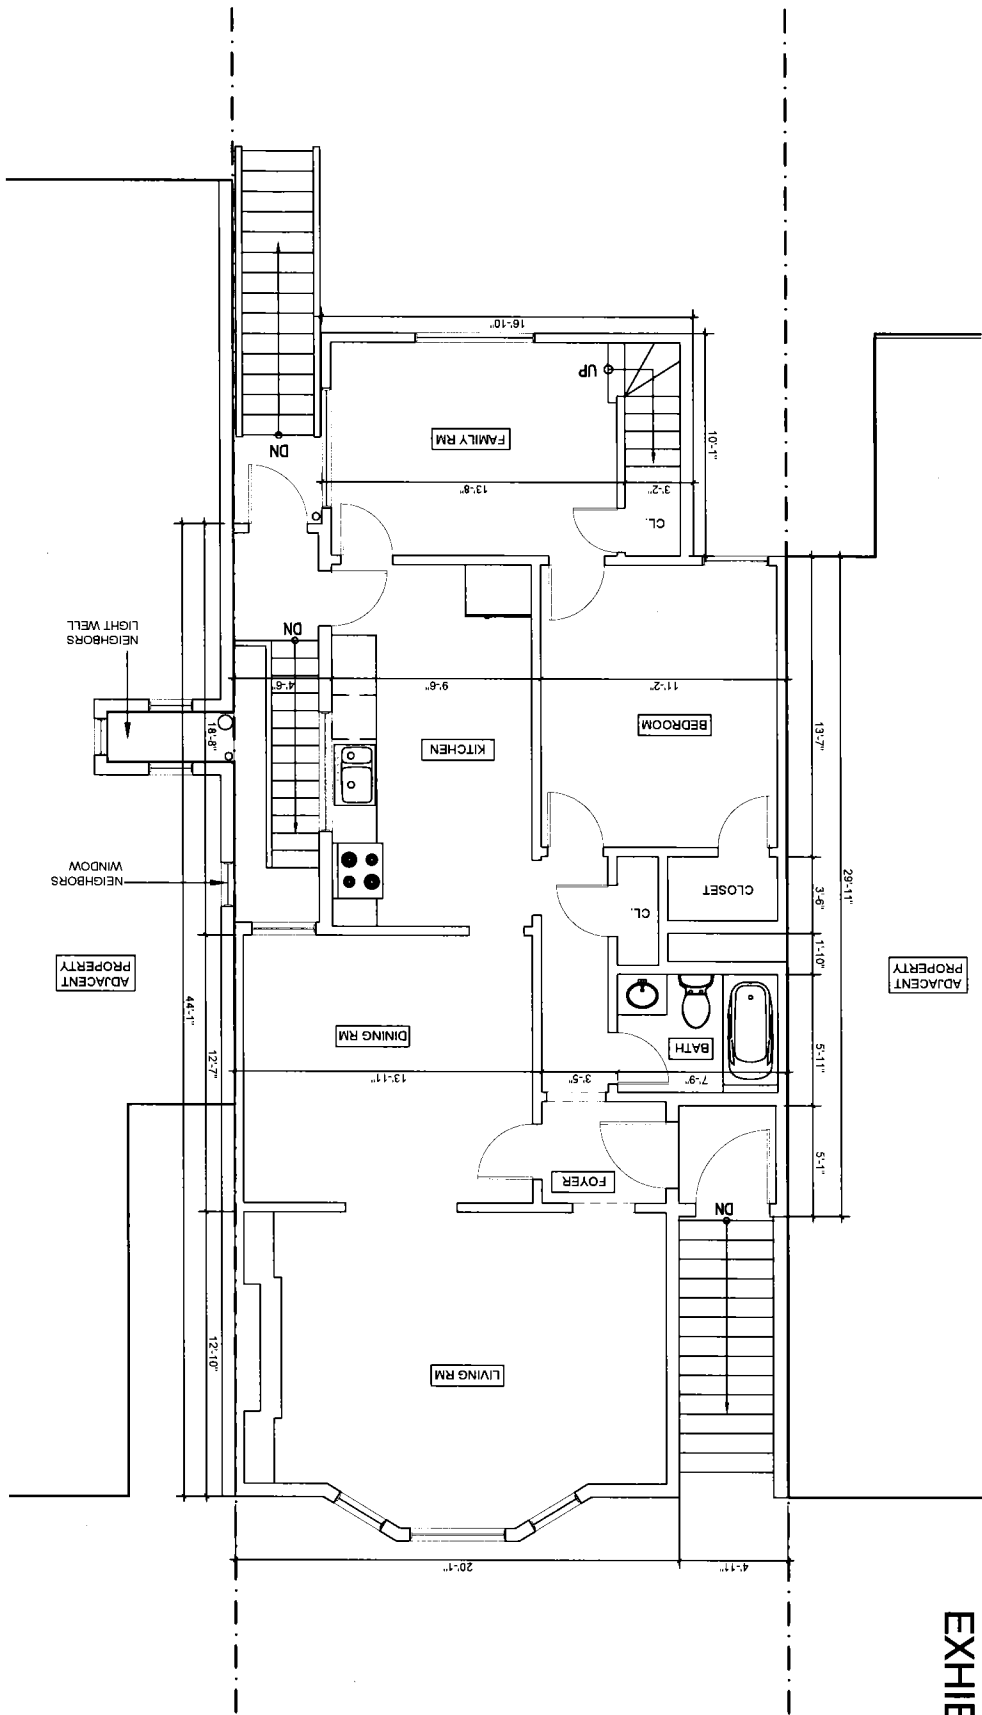 16'-10"
UP
10'-1"
FAMILY RM
DN
13'-8"
3'-2"
CL.
NEIGHBORS
LIGHT WELL
DN
4'-6"
9'-6"
11'-2"
18'-8"
KITCHEN
BEDROOM
13'-7"
NEIGHBORS
WINDOW
CLOSET
CL.
3'-6"
29'-11"
1'-10"
ADJACENT
PROPERTY
ADJACENT
PROPERTY
44'-1"
DINING RM
BATH
12'-7"
13'-11"
3'-5"
7'-9"
5'-11"
5'-1"
FOYER
DN
12'-10"
LIVING RM
20'-1"
4'-11"